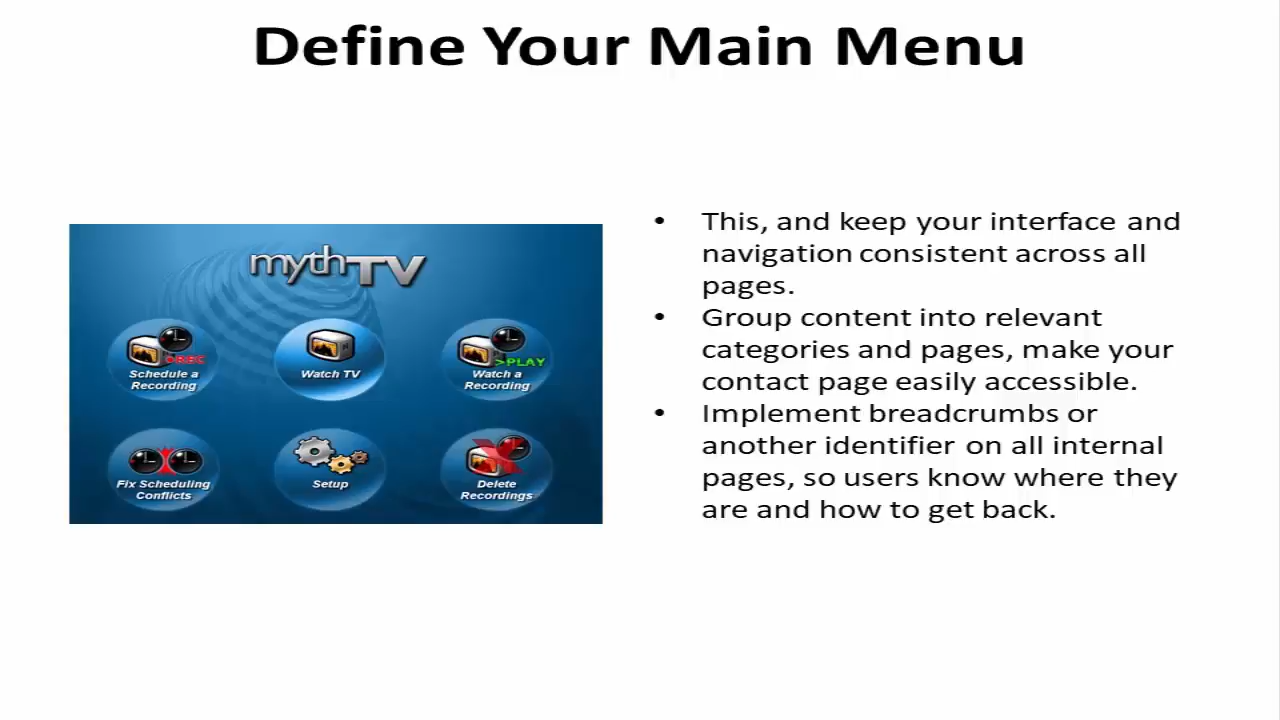 Define Your Main Menu
mythTV
REC
Schedule a
Recording
Watch TV
>PLAY
Watch a
Recording
Fix Scheduling
Conflicts
Setup
Delete
Recordings
• This, and keep your interface and
navigation consistent across all
pages.
• Group content into relevant
categories and pages, make your
contact page easily accessible.
• Implement breadcrumbs or
another identifier on all internal
pages, so users know where they
are and how to get back.